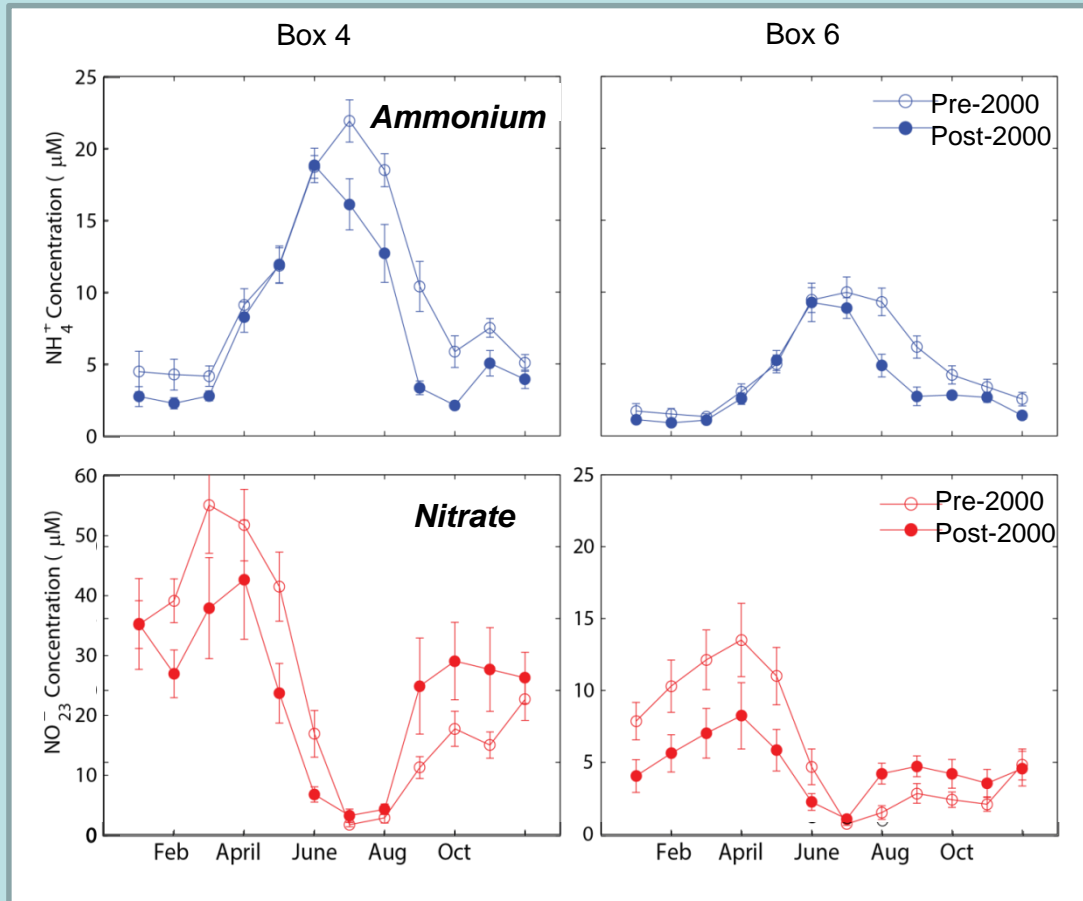 Box 4
Box 6
25
20
15
10
5
0
NH4+ Concentration ( μM)
Ammonium
Pre-2000
Post-2000
60
50
40
30
20
10
0
NO23− Concentration ( μM)
Nitrate
25
20
15
10
5
0
Pre-2000
Post-2000
Feb April June Aug Oct
Feb April June Aug Oct